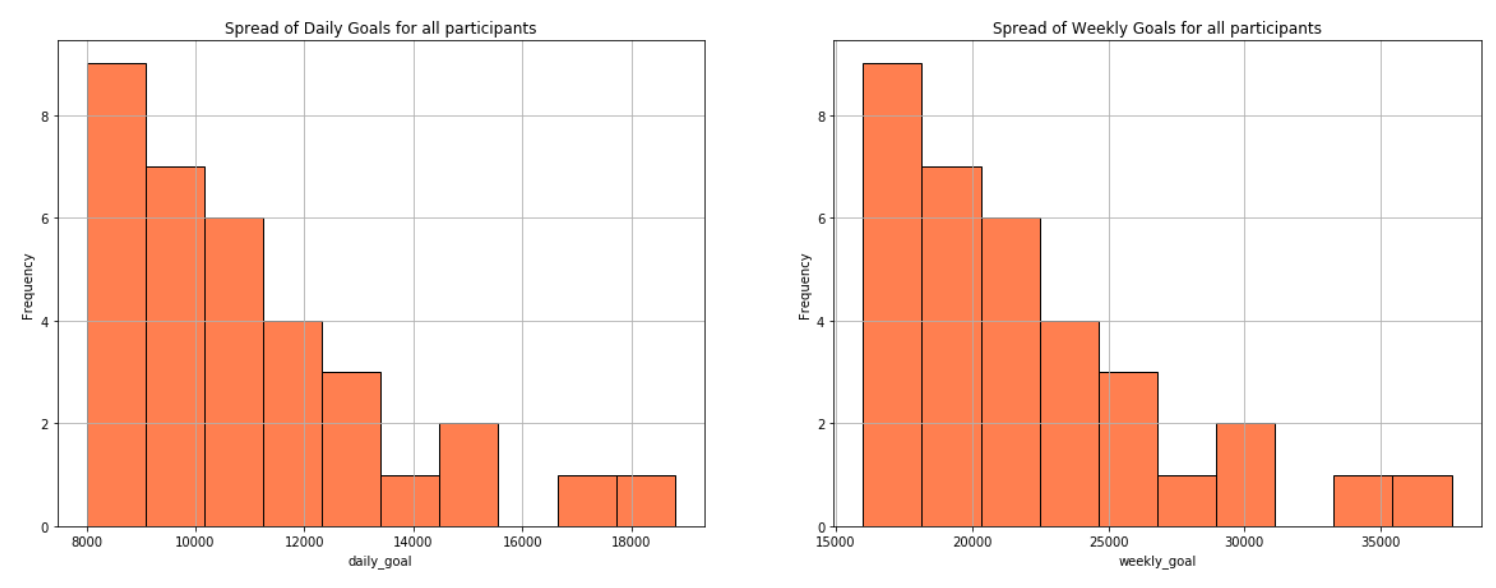 Spread of Daily Goals for all participants
Frequency
8
6
4
2
0
8000 10000 12000 14000 16000 18000
daily_goal
Spread of Weekly Goals for all participants
Frequency
8
6
4
2
0
15000 20000 25000 30000 35000
weekly_goal